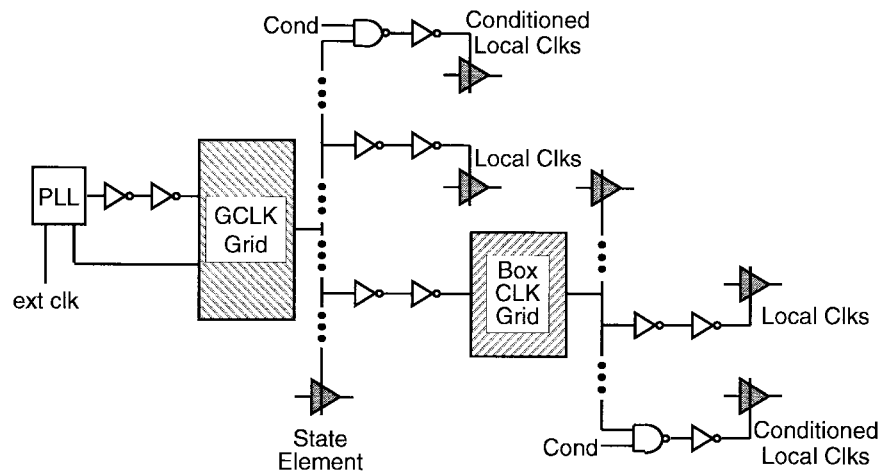 Cond
Conditioned
Local Clks
Local Clks
PLL
GCLK
Grid
ext clk
Box
CLK
Grid
Local Clks
State
Element
Cond
Conditioned
Local Clks